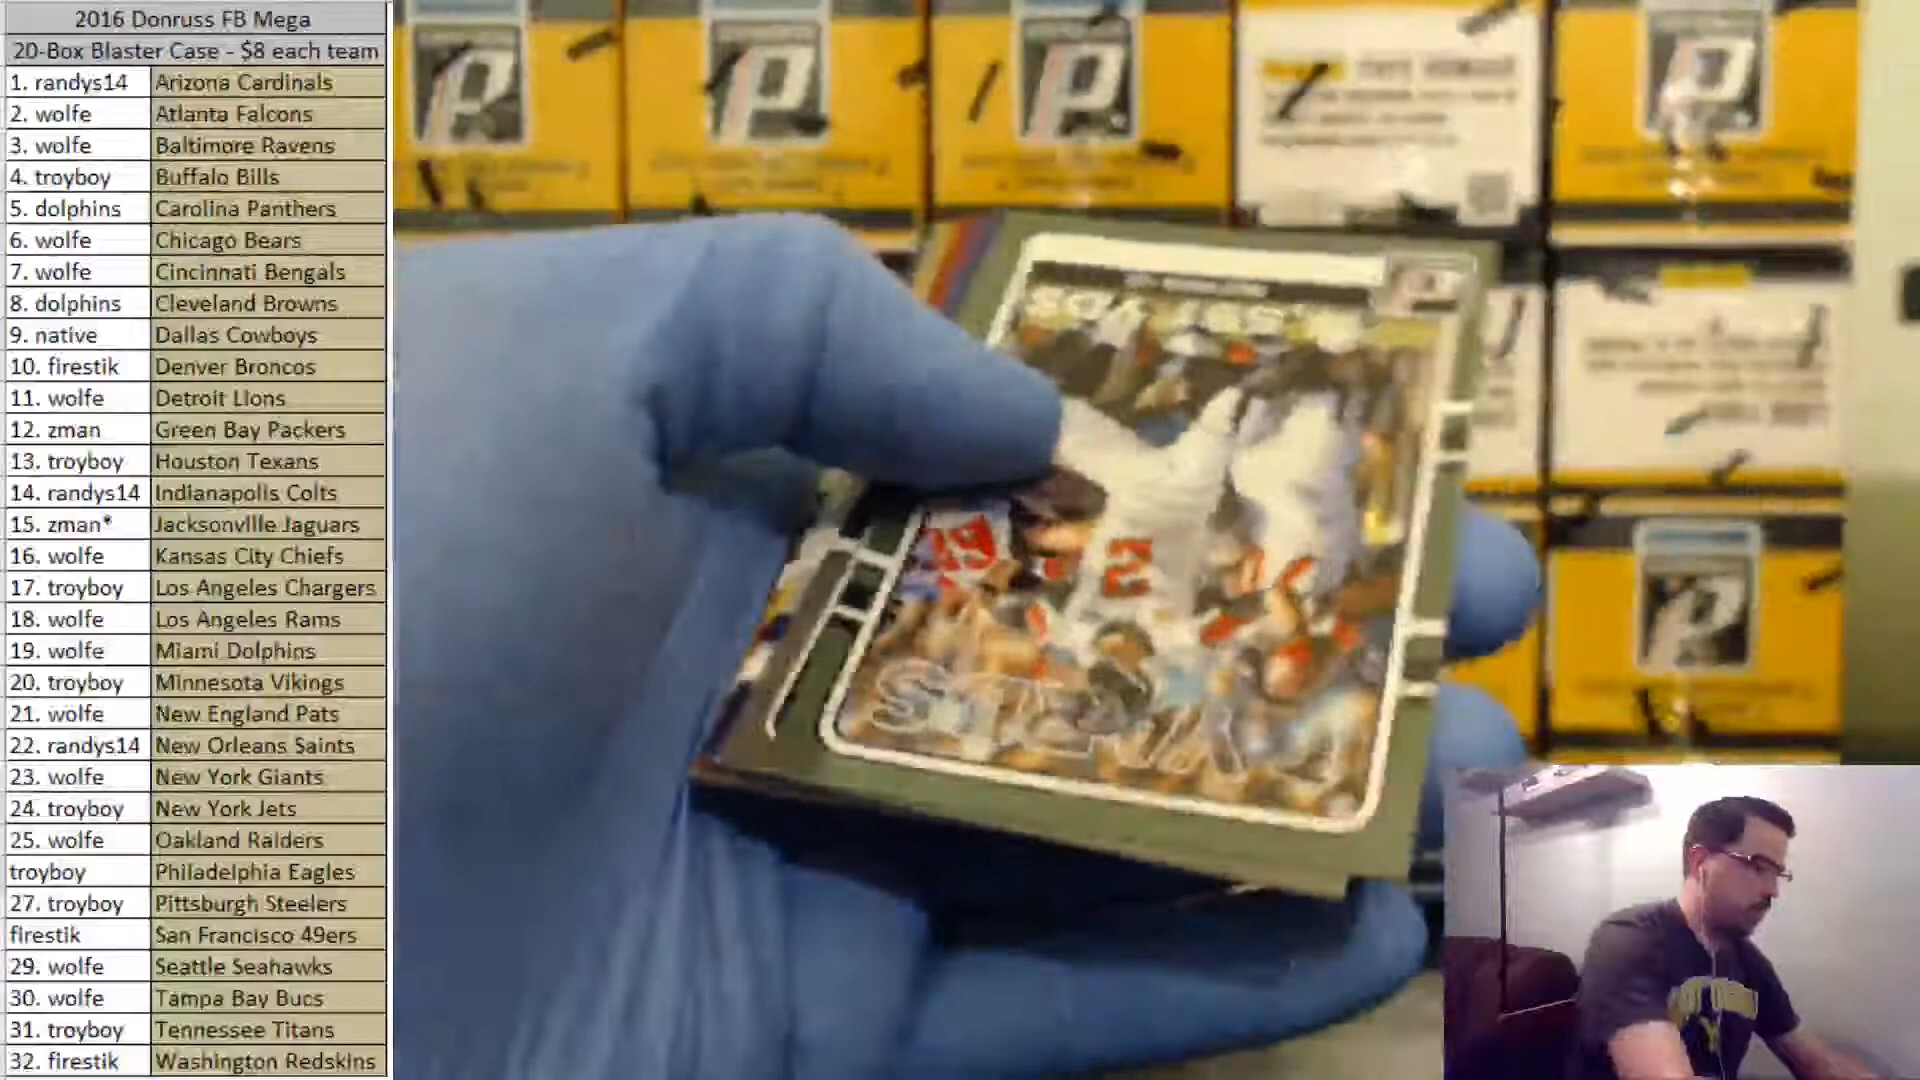 2016 Donruss FB Mega
20-Box Blaster Case - $8 each team
1. randys14 Arizona Cardinals
2. wolfe Atlanta Falcons
3. wolfe Baltimore Ravens
4. troyboy Buffalo Bills
5. dolphins Carolina Panthers
6. wolfe Chicago Bears
7. wolfe Cincinnati Bengals
8. dolphins Cleveland Browns
9. native Dallas Cowboys
10. firestik Denver Broncos
11. wolfe Detroit Lions
12. zman Green Bay Packers
13. troyboy Houston Texans
14. randys14 Indianapolis Colts
15. zman* Jacksonville Jaguars
16. wolfe Kansas City Chiefs
17. troyboy Los Angeles Chargers
18. wolfe Los Angeles Rams
19. wolfe Miami Dolphins
20. troyboy Minnesota Vikings
21. wolfe New England Pats
22. randys14 New Orleans Saints
23. wolfe New York Giants
24. troyboy New York Jets
25. wolfe Oakland Raiders
troyboy Philadelphia Eagles
27. troyboy Pittsburgh Steelers
firestik San Francisco 49ers
29. wolfe Seattle Seahawks
30. wolfe Tampa Bay Bucs
31. troyboy Tennessee Titans
32. firestik Washington Redskins